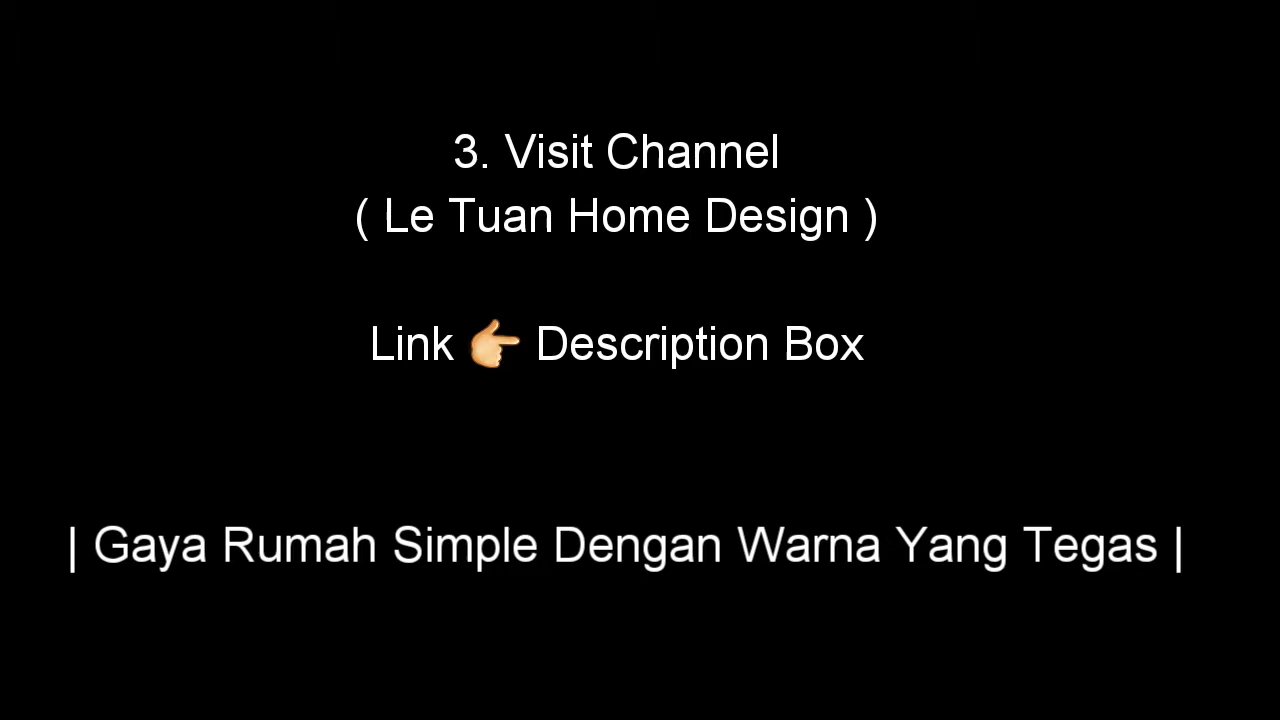 3. Visit Channel
( Le Tuan Home Design )
Link 👉 Description Box
| Gaya Rumah Simple Dengan Warna Yang Tegas |